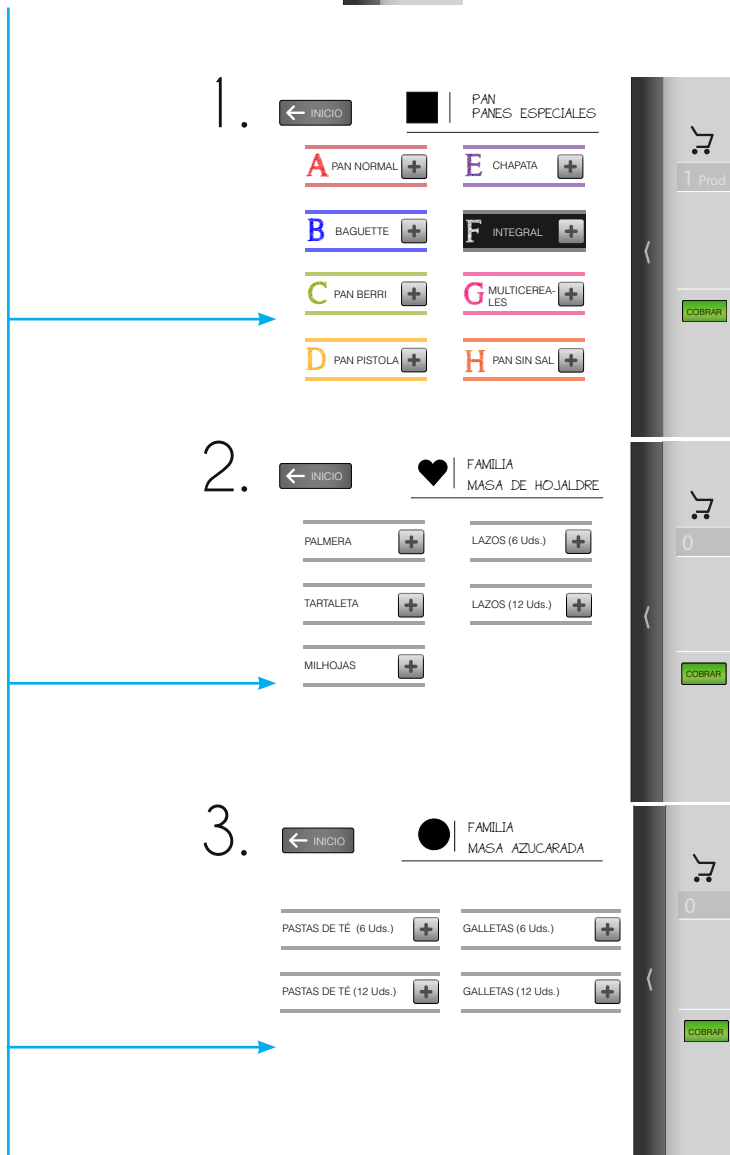 1.
INICIO
PAN
PANES ESPECIALES
1 Prod
A PAN NORMAL
E CHAPATA
B BAGUETTE
F INTEGRAL
C PAN BERRI
G MULTICEREA-
LES
COBRAR
D PAN PISTOLA
H PAN SIN SAL
2.
INICIO
FAMILIA
MASA DE HOJALDRE
0
PALMERA
LAZOS (6 Uds.)
TARTALETA
LAZOS (12 Uds.)
MILHOJAS
COBRAR
3.
INICIO
FAMILIA
MASA AZUCARADA
0
PASTAS DE TÉ (6 Uds.)
GALLETAS (6 Uds.)
PASTAS DE TÉ (12 Uds.)
GALLETAS (12 Uds.)
COBRAR